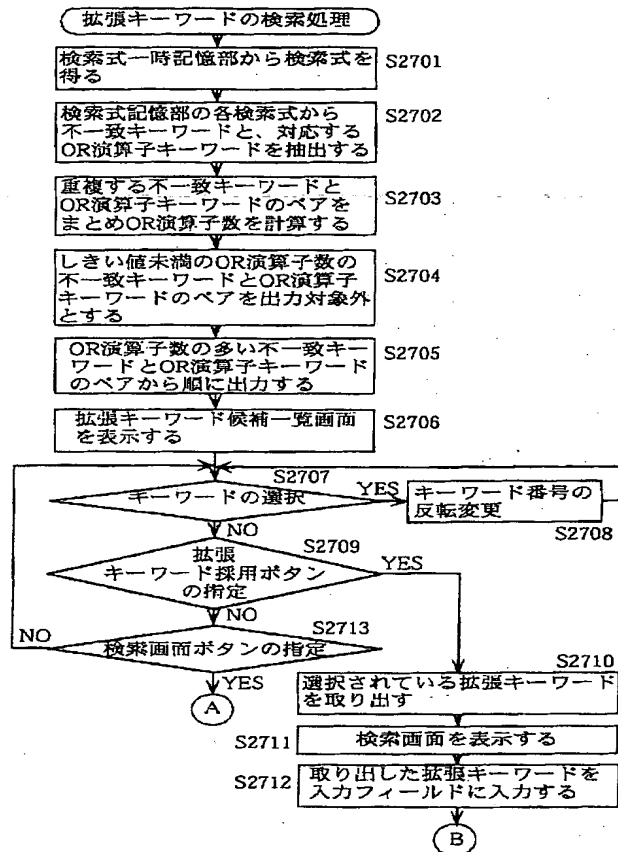 拡張キーワードの検索処理
検索式一時記憶部から検索式を
得る
S2701
検索式記憶部の各検索式から
不一致キーワードと、対応する
OR演算子キーワードを抽出する
S2702
重複する不一致キーワードと
OR演算子キーワードのペアを
まとめOR演算子数を計算する
S2703
しきい値未満のOR演算子数の
不一致キーワードとOR演算子
キーワードのペアを出力対象外
とする
S2704
OR演算子数の多い不一致キー
ワードとOR演算子キーワード
のペアから順に出力する
S2705
拡張キーワード候補一覧画面
を表示する
S2706
S2707
キーワードの選択
YES
キーワード番号の
反転変更
S2708
NO
S2709
拡張
キーワード採用ボタン
の指定
YES
NO
S2713
NO
検索画面ボタンの指定
YES
A
S2710
選択されている拡張キーワード
を取り出す
S2711
検索画面を表示する
S2712
取り出した拡張キーワードを
入力フィールドに入力する
B